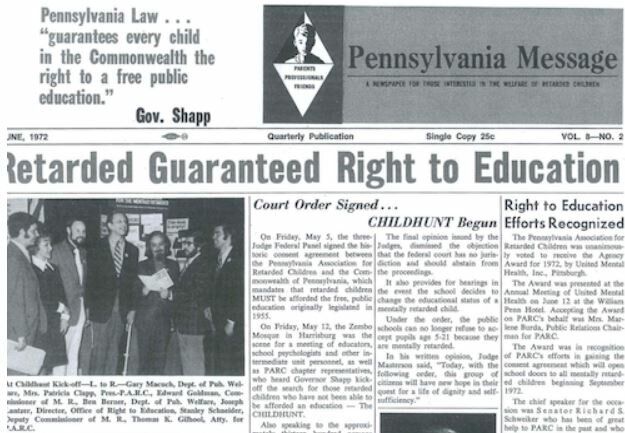 Pennsylvania Law . . .
“guarantees every child
in the Commonwealth the
right to a free public
education.”
Gov. Shapp
PARENTS
PROFESSIONALS
FRIENDS
Pennsylvania Message
A NEWSPAPER FOR THOSE INTERESTED IN THE WELFARE OF RETARDED CHILDREN
UNE, 1972
Quarterly Publication
Single Copy 25c
VOL. 8—NO. 2
Retarded Guaranteed Right to Education
FOR THE MENTALLY RETARDED
At Childhunt Kick-off—L. to R.—Gary Macuch, Dept. of Pub. Wel-
are, Mrs. Patricia Clapp, Pres.-P.A.R.C., Edward Goldman, Com-
missioner of M. R., Ben Berner, Dept. of Pub. Welfare, Joseph
Lantzer, Director, Office of Right to Education, Stanley Schneider,
Deputy Commissioner of M. R., Thomas K. Gilhool, Atty. for
P.A.R.C.
Court Order Signed . . .
CHILDHUNT Begun
On Friday, May 5, the three-
Judge Federal Panel signed the his-
toric consent agreement between
the Pennsylvania Association for
Retarded Children and the Com-
monwealth of Pennsylvania, which
mandates that retarded children
MUST be afforded the free, public
education originally legislated in
1955.
On Friday, May 12, the Zembo
Mosque in Harrisburg was the
scene for a meeting of educators,
school psychologists and other in-
termediate unit personnel, as well
as PARC chapter representatives,
who heard Governor Shapp kick-
off the search for those retarded
children who have not been able to
be afforded an education — The
CHILDHUNT.
Also speaking to the approxi-
The final opinion issued by the
Judges, dismissed the objection
that the federal court has no juris-
diction and should abstain from
the proceedings.
It also provides for hearings in
the event the school decides to
change the educational status of a
mentally retarded child.
Under the order, the public
schools can no longer refuse to ac-
cept pupils age 5-21 because they
are mentally retarded.
In his written opinion, Judge
Masterson said, “Today, with the
following order, this group of
citizens will have new hope in their
quest for a life of dignity and self-
sufficiency.”
Right to Education
Efforts Recognized
The Pennsylvania Association for
Retarded Children was unanimous-
ly voted to receive the Agency
Award for 1972, by United Mental
Health, Inc., Pittsburgh.
The Award was presented at the
Annual Meeting of United Mental
Health on June 12 at the William
Penn Hotel. Accepting the Award
on PARC's behalf was Mrs. Mar-
lene Burda, Public Relations Chair-
man for PARC.
The Award was in recognition
of PARC's efforts in gaining the
consent agreement which will open
school doors to all mentally retard-
ed children beginning September
1972.
The chief speaker for the occa-
sion was Senator Richard S.
Schweiker who has been of great
help to PARC in the past and who